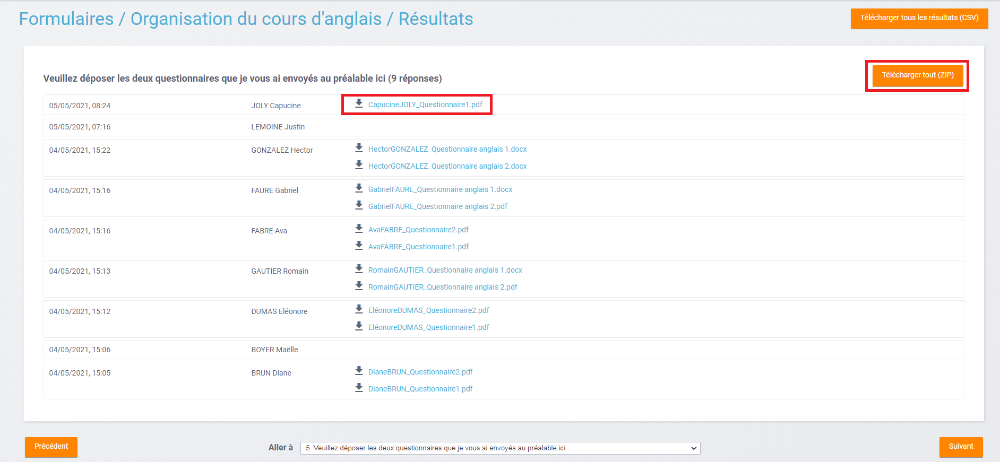 Formulaires / Organisation du cours d'anglais / Résultats
Télécharger tous les résultats (CSV)
Veuillez déposer les deux questionnaires que je vous ai envoyés au préalable ici (9 réponses)
Télécharger tout (ZIP)
05/05/2021, 08:24 JOLY Capucine CapucineJOLY_Questionnaire1.pdf
05/05/2021, 07:16 LEMOINE Justin
04/05/2021, 15:22 GONZALEZ Hector HectorGONZALEZ_Questionnaire anglais 1.docx
HectorGONZALEZ_Questionnaire anglais 2.docx
04/05/2021, 15:16 FAURE Gabriel GabrielFAURE_Questionnaire anglais 1.docx
GabrielFAURE_Questionnaire anglais 2.pdf
04/05/2021, 15:16 FABRE Ava AvaFABRE_Questionnaire2.pdf
AvaFABRE_Questionnaire1.pdf
04/05/2021, 15:13 GAUTIER Romain RomainGAUTIER_Questionnaire anglais 1.docx
RomainGAUTIER_Questionnaire anglais 2.pdf
04/05/2021, 15:12 DUMAS Eléonore EléonoreDUMAS_Questionnaire2.pdf
EléonoreDUMAS_Questionnaire1.pdf
04/05/2021, 15:06 BOYER Maëlle
04/05/2021, 15:05 BRUN Diane DianeBRUN_Questionnaire2.pdf
DianeBRUN_Questionnaire1.pdf
Précédent
Aller à 5. Veuillez déposer les deux questionnaires que je vous ai envoyés au préalable ici
Suivant